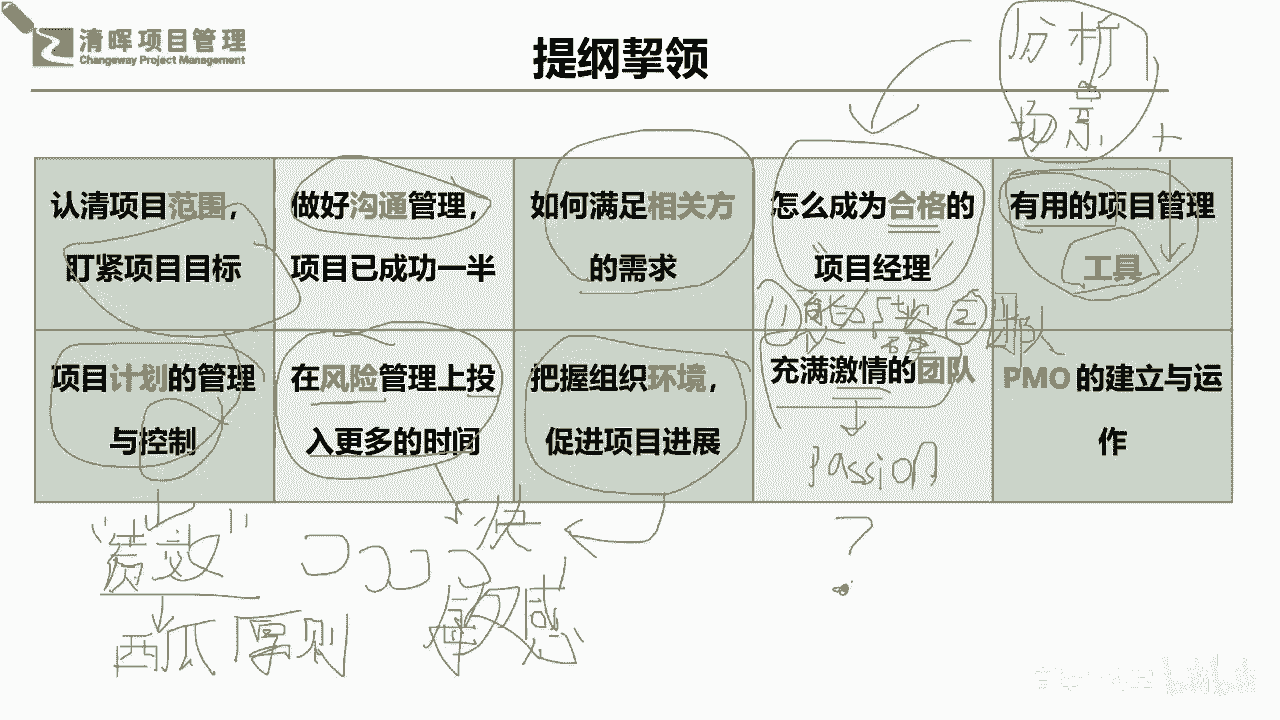 清晖项目管理
Changeway Project Management
提纲挈领
分析
场景
+
认清项目范围，
盯紧项目目标
做好沟通管理，
项目已成功一半
如何满足相关方
的需求
怎么成为合格的
项目经理
有用的项目管理
工具
① ② 团队
项目计划的管理
与控制
在风险管理上投
入更多的时间
把握组织环境，
促进项目进展
充满激情的团队
PMO 的建立与运
作
passion
"绩效"
快
？
西瓜原则
敏感
bilibili